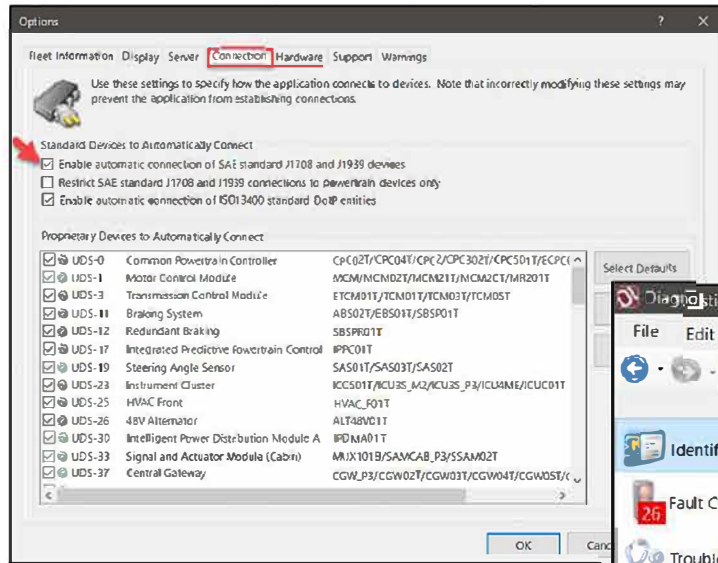 Options
Fleet Information Display Server Connection Hardware Support Warnings
Use these settings to specify how the application connects to devices. Note that incorrectly modifying these settings may
prevent the application from establishing connections.
Standard Devices to Automatically Connect
Enable automatic connection of SAE standard J1708 and J1939 devices
Restrict SAE standard J1708 and J1939 connections to powertrain devices only
Enable automatic connection of ISO13400 standard DoIP entities
Proprietary Devices to Automatically Connect
UDS-0 Common Powertrain Controller CPC02T/CPC04T/CPC2/CPC302T/CPC501T/ECPC(
UDS-1 Motor Control Module MCM/MCM02T/MCM21T/MCM2CT/MR201T
UDS-3 Transmission Control Module ETCM01T/TCM01T/TCM03T/TCM05T
UDS-11 Braking System ABS02T/EBS01T/SBSP01T
UDS-12 Redundant Braking SBSPR01T
UDS-17 Integrated Predictive Powertrain Control IPPC01T
UDS-19 Steering Angle Sensor SAS01T/SAS03T/SAS02T
UDS-23 Instrument Cluster ICC501T/ICU3S_M2/ICU3S_P3/ICU4ME/ICUC01T
UDS-25 HVAC Front HVAC_F01T
UDS-26 48V Alternator ALT48V01T
UDS-30 Intelligent Power Distribution Module A IPDMA01T
UDS-33 Signal and Actuator Module (Cabin) MUX101B/SAMCAB_P3/SSAM02T
UDS-37 Central Gateway CGW_P3/CGW02T/CGW03T/CGW04T/CGW05T/(
Select Defaults
OK Canc
Diagnosti
File Edit
Identif
26 Fault C
Trouble